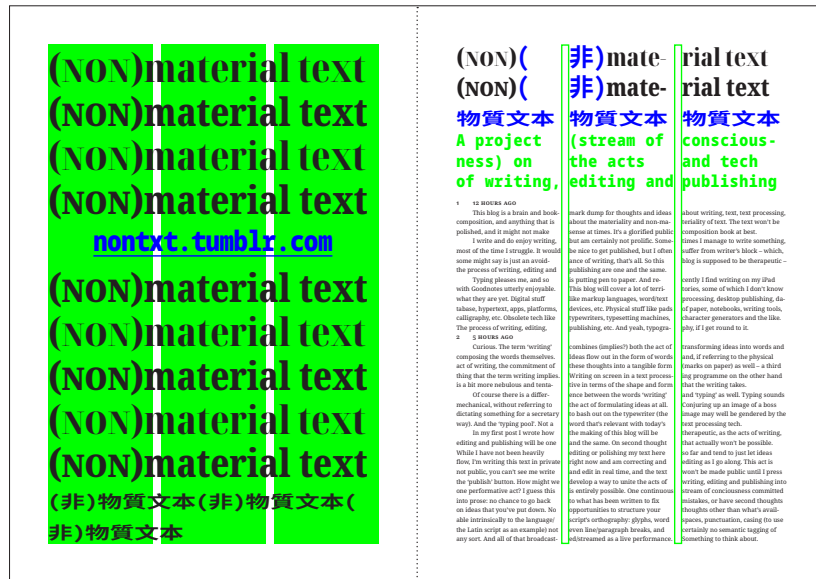 (NON)material text
(NON)material text
(NON)material text
(NON)material text
nontxt.tumblr.com
(NON)material text
(NON)material text
(NON)material text
(NON)material text
(NON)material text
(非)物質文本(非)物質文本(
非)物質文本
(NON)( 非)mate- rial text
(NON)( 非)mate- rial text
物質文本 物質文本 物質文本
A project (stream of conscious-
ness) on the acts and tech
of writing, editing and publishing
1 12 HOURS AGO
This blog is a brain and book- mark dump for thoughts and ideas about writing, text, text processing,
composition, and anything that is about the materiality and non-ma- teriality of text. The text won't be
polished, and it might not make sense at times. It's a glorified public composition book at best.
I write and do enjoy writing, but am certainly not prolific. Some- times I manage to write something,
most of the time I struggle. It would be nice to get published, but I often suffer from writer's block – which,
some might say is just an avoid- ance of writing, that's all. So this blog is supposed to be therapeutic –
the process of writing, editing and publishing are one and the same.
Typing pleases me, and so is putting pen to paper. And re- cently I find writing on my iPad
with Goodnotes utterly enjoyable. This blog will cover a lot of terri- tories, some of which I don't know
what they are yet. Digital stuff like markup languages, word/text processing, desktop publishing, da-
tabase, hypertext, apps, platforms, devices, etc. Physical stuff like pads of paper, notebooks, writing tools,
calligraphy, etc. Obsolete tech like typewriters, typesetting machines, character generators and the like.
The process of writing, editing, publishing, etc. And yeah, typogra- phy, if I get round to it.
2 5 HOURS AGO
Curious. The term 'writing' combines (implies?) both the act of transforming ideas into words and
composing the words themselves. Ideas flow out in the form of words and, if referring to the physical
act of writing, the commitment of these thoughts into a tangible form (marks on paper) as well – a third
thing that the term writing implies. Writing on screen in a text process- ing programme on the other hand
is a bit more nebulous and tenta- tive in terms of the shape and form that the writing takes.
Of course there is a differ- ence between the words 'writing' and 'typing' as well. Typing sounds
mechanical, without referring to the act of formulating ideas at all. Conjuring up an image of a boss
dictating something for a secretary to bash out on the typewriter (the image may well be gendered by the
way). And the 'typing pool'. Not a word that's relevant with today's text processing tech.
In my first post I wrote how the making of this blog will be therapeutic, as the acts of writing,
editing and publishing will be one and the same. On second thought that actually won't be possible.
While I have not been heavily editing or polishing my text here so far and tend to just let ideas
flow, I'm writing this text in private right now and am correcting and editing as I go along. This act is
not public, you can't see me write and edit in real time, and the text won't be made public until I press
the 'publish' button. How might we develop a way to unite the acts of writing, editing and publishing into
one performative act? I guess this is entirely possible. One continuous stream of conciousness committed
into prose: no chance to go back to what has been written to fix mistakes, or have second thoughts
on ideas that you've put down. No opportunities to structure your thoughts other than what's avail-
able intrinsically to the language/ script's orthography: glyphs, word spaces, punctuation, casing (to use
the Latin script as an example) not even line/paragraph breaks, and certainly no semantic tagging of
any sort. And all of that broadcast- ed/streamed as a live performance. Something to think about.